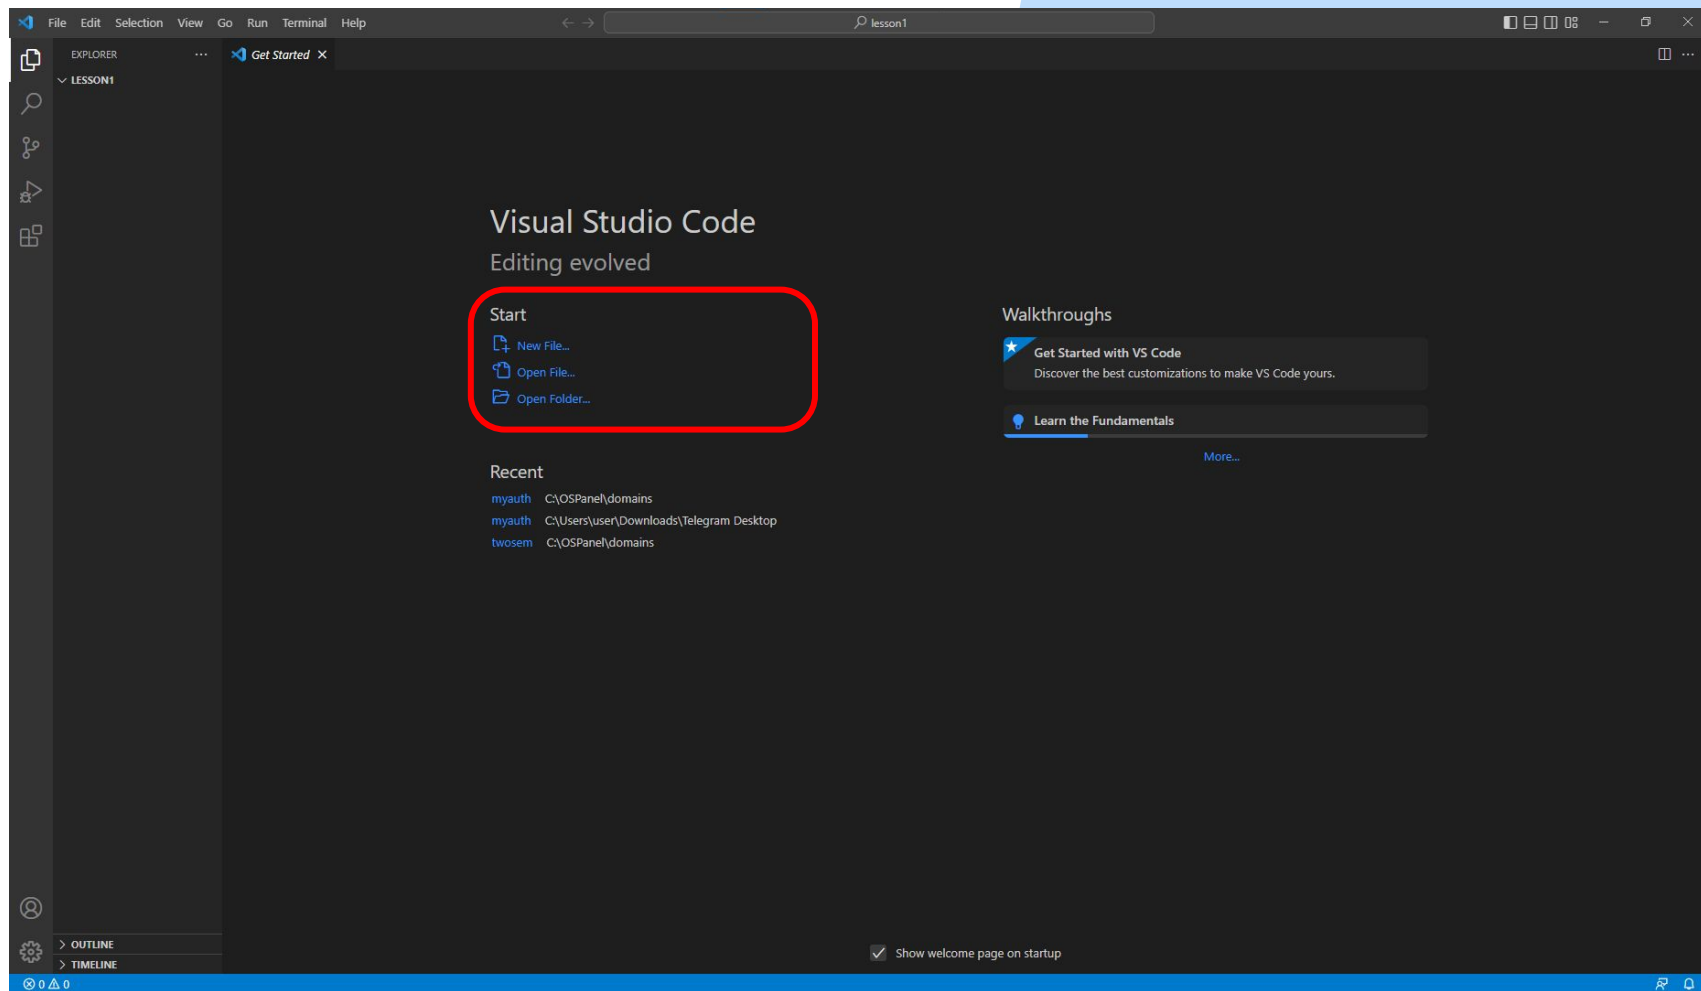 File Edit Selection View Go Run Terminal Help
lesson1
EXPLORER
Get Started
LESSON1
Visual Studio Code
Editing evolved
Start
New File...
Open File...
Open Folder...
Recent
myauth C:\OSPanel\domains
myauth C:\Users\user\Downloads\Telegram Desktop
twosem C:\OSPanel\domains
Walkthroughs
Get Started with VS Code
Discover the best customizations to make VS Code yours.
Learn the Fundamentals
More...
OUTLINE
TIMELINE
Show welcome page on startup
0 0